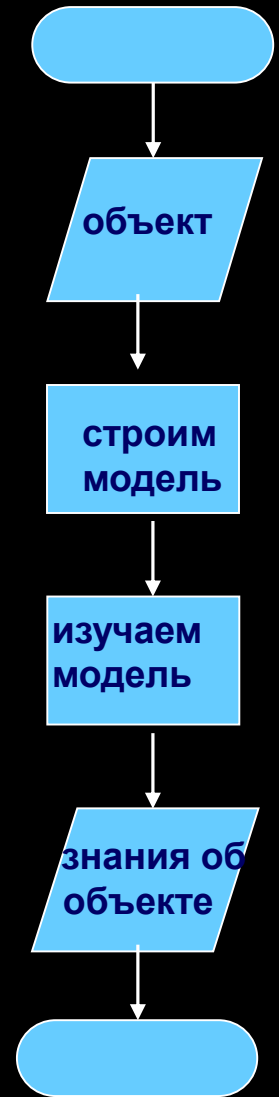 объект
строим
модель
изучаем
модель
знания об
объекте